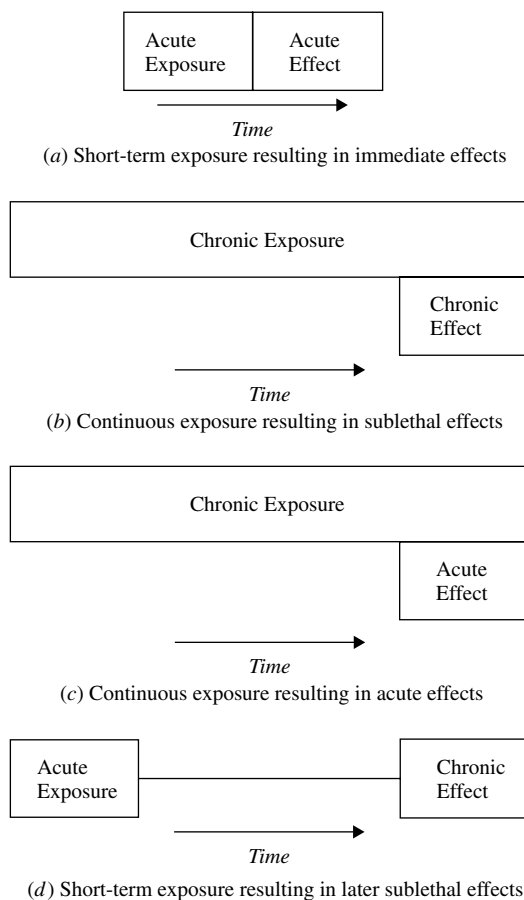 Acute Exposure
Acute Effect
Time
(a) Short-term exposure resulting in immediate effects
Chronic Exposure
Chronic Effect
Time
(b) Continuous exposure resulting in sublethal effects
Chronic Exposure
Acute Effect
Time
(c) Continuous exposure resulting in acute effects
Acute Exposure
Chronic Effect
Time
(d) Short-term exposure resulting in later sublethal effects